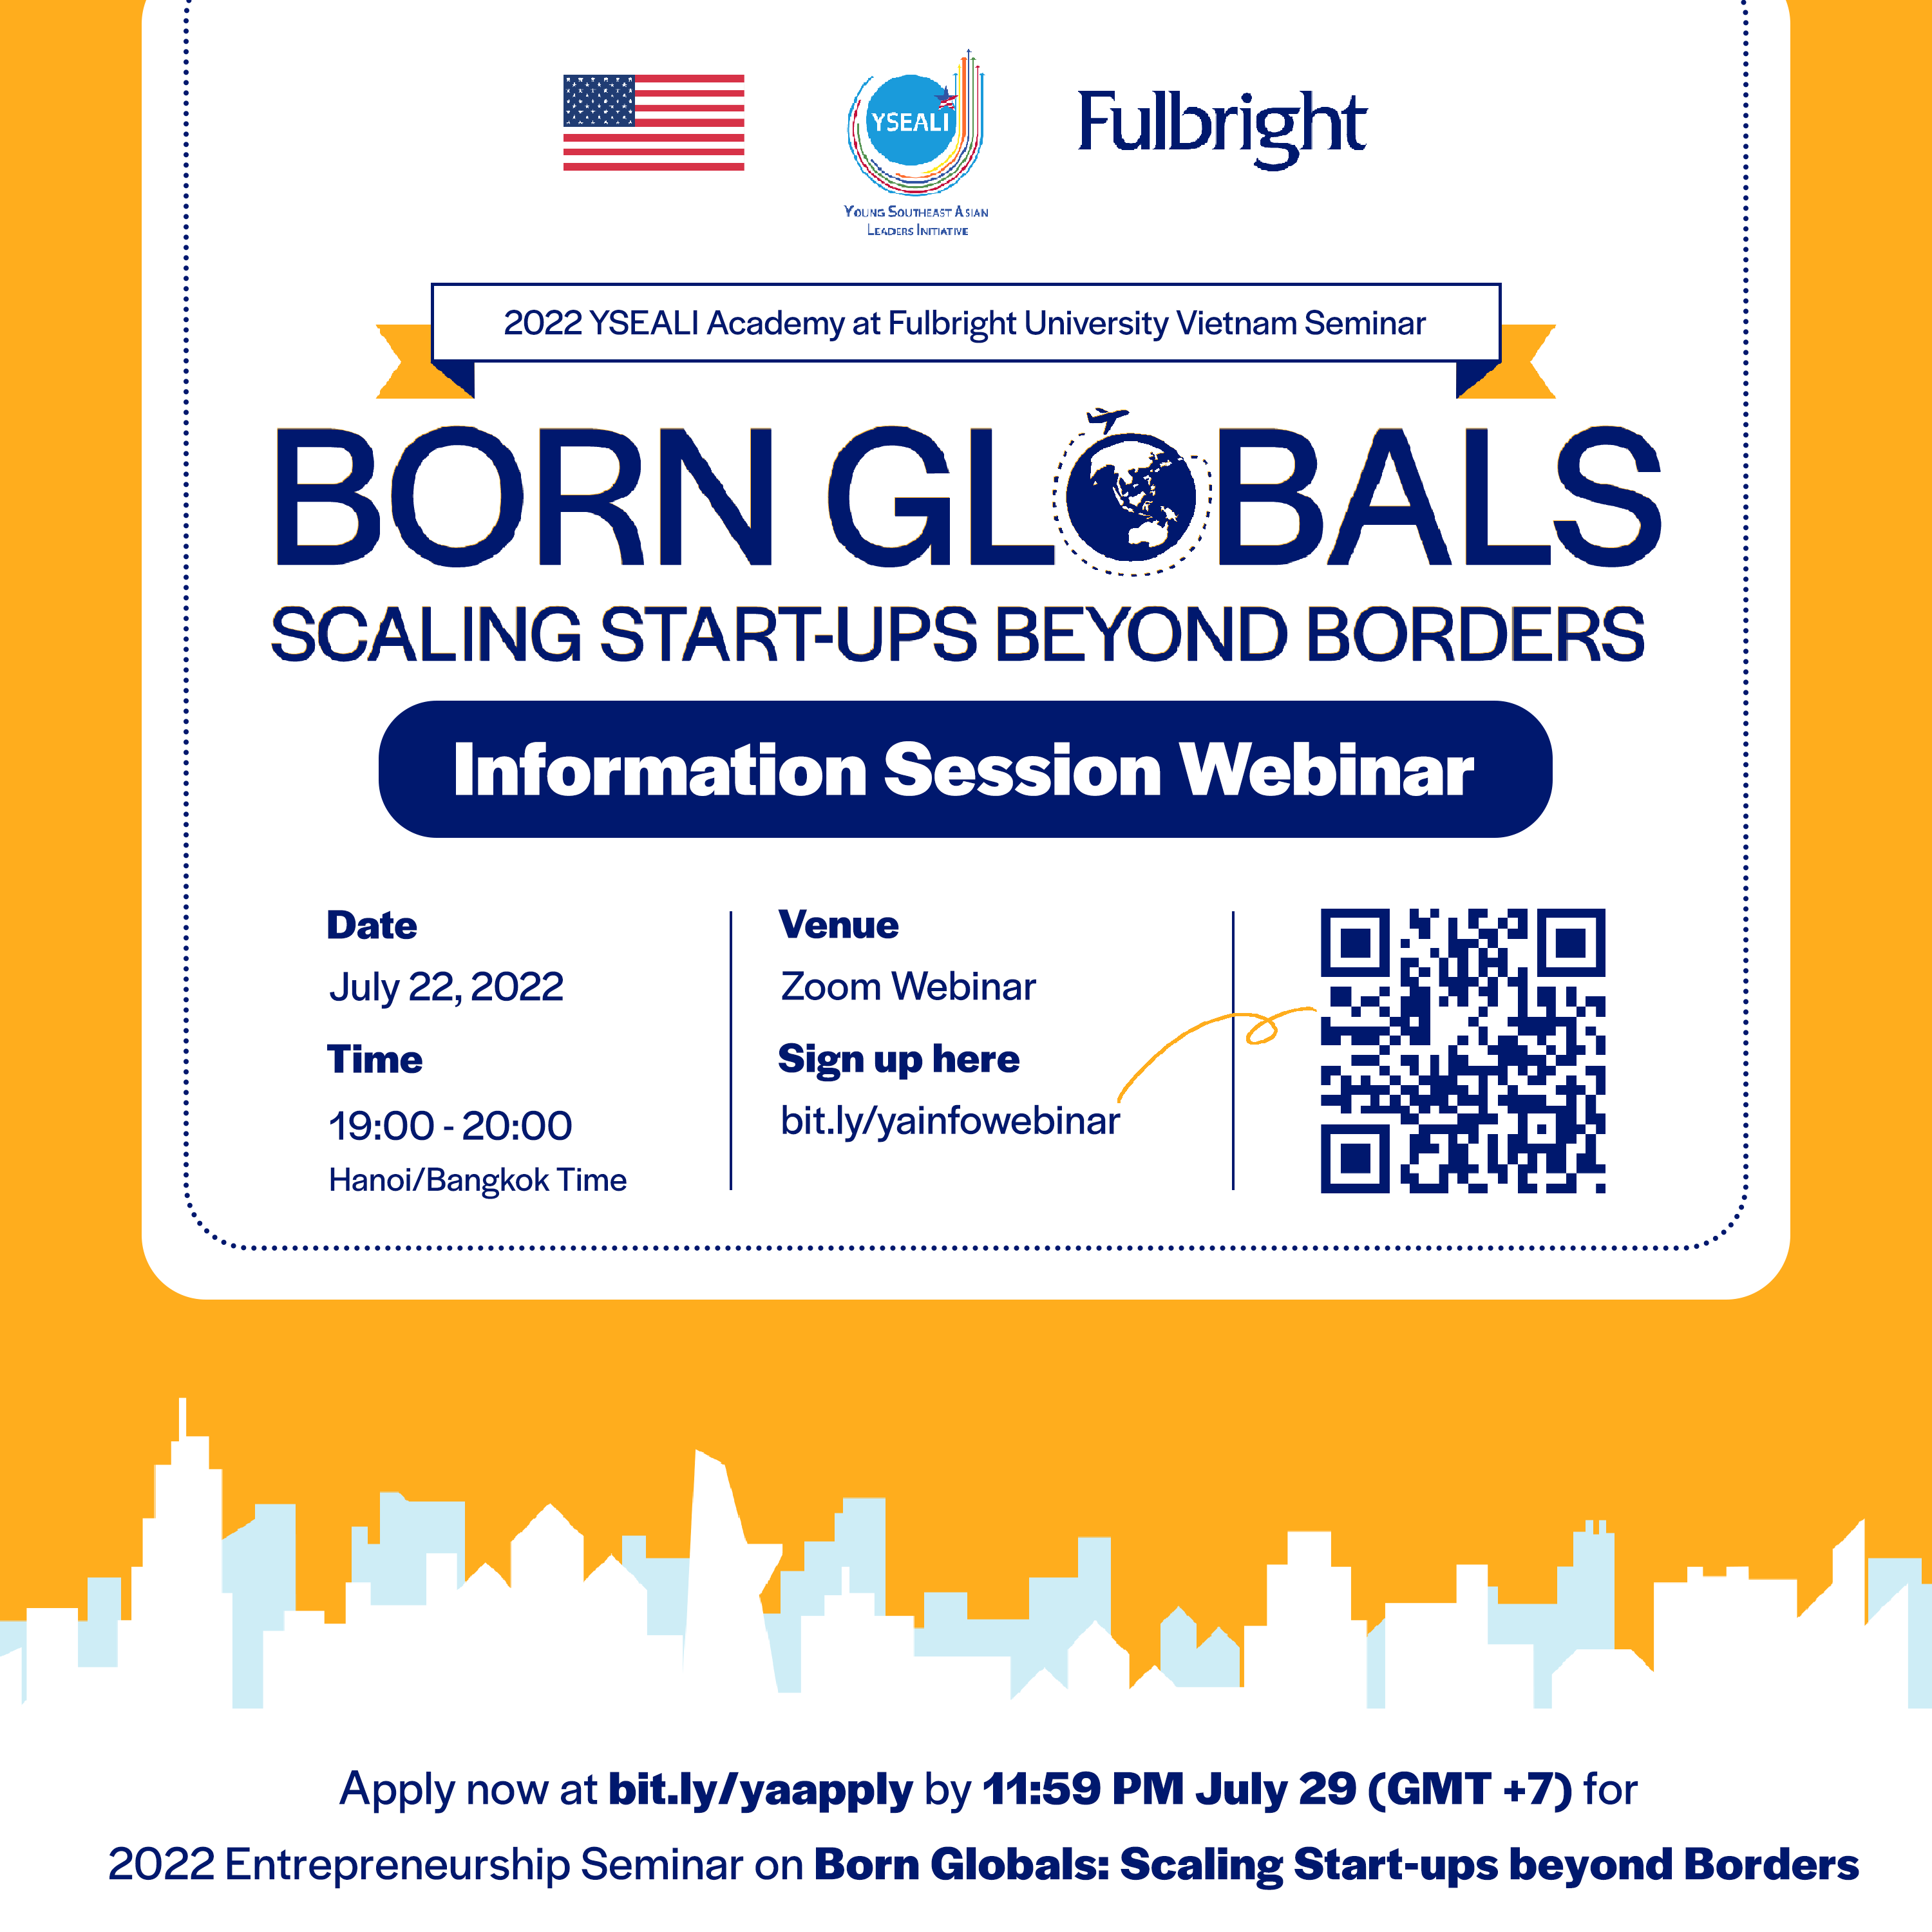 YSEALI
YOUNG SOUTHEAST ASIAN
LEADERS INITIATIVE
Fulbright
2022 YSEALI Academy at Fulbright University Vietnam Seminar
BORN GLOBALS
SCALING START-UPS BEYOND BORDERS
Information Session Webinar
Date
July 22, 2022
Time
19:00 - 20:00
Hanoi/Bangkok Time
Venue
Zoom Webinar
Sign up here
bit.ly/yainfowebinar
Apply now at bit.ly/yaapply by 11:59 PM July 29 (GMT +7) for
2022 Entrepreneurship Seminar on Born Globals: Scaling Start-ups beyond Borders